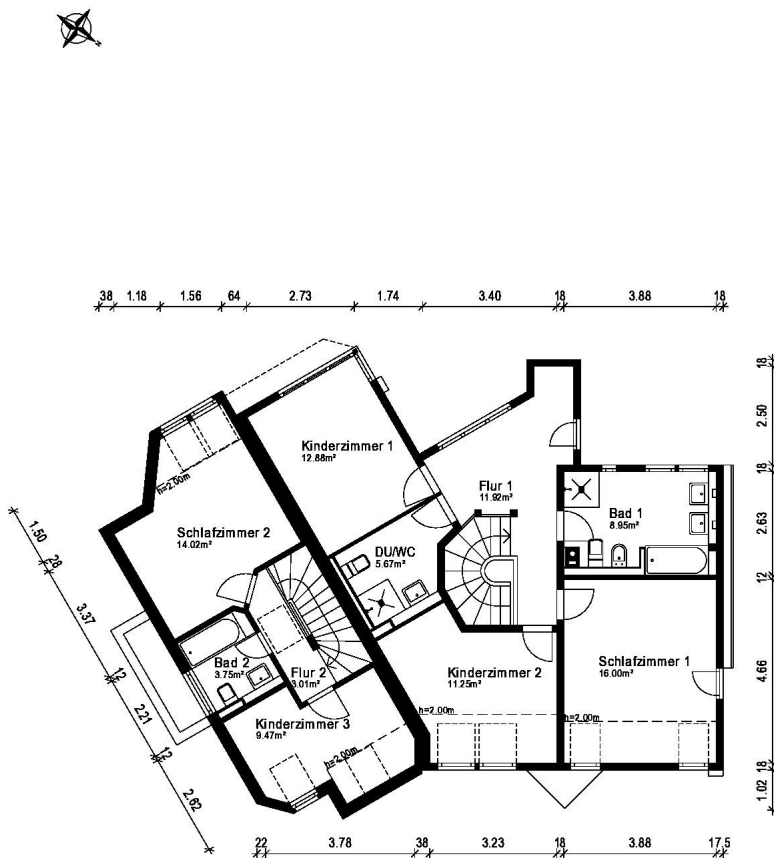 N
38 1.18 1.56 64 2.73 1.74 3.40 18 3.88 18
18
2.50
18
2.63
12
4.66
18
1.02
Kinderzimmer 1
12.88m²
Flur 1
11.92m²
h=2.00m
Bad 1
8.95m²
Schlafzimmer 2
14.02m²
DU/WC
5.67m²
1.50
28
3.37
12
2.21
12
2.62
Bad 2
3.75m²
Flur 2
3.01m²
Kinderzimmer 2
11.25m²
Schlafzimmer 1
16.00m²
Kinderzimmer 3
9.47m²
h=2.00m
h=2.00m
h=2.00m
22 3.78 38 3.23 18 3.88 17,5